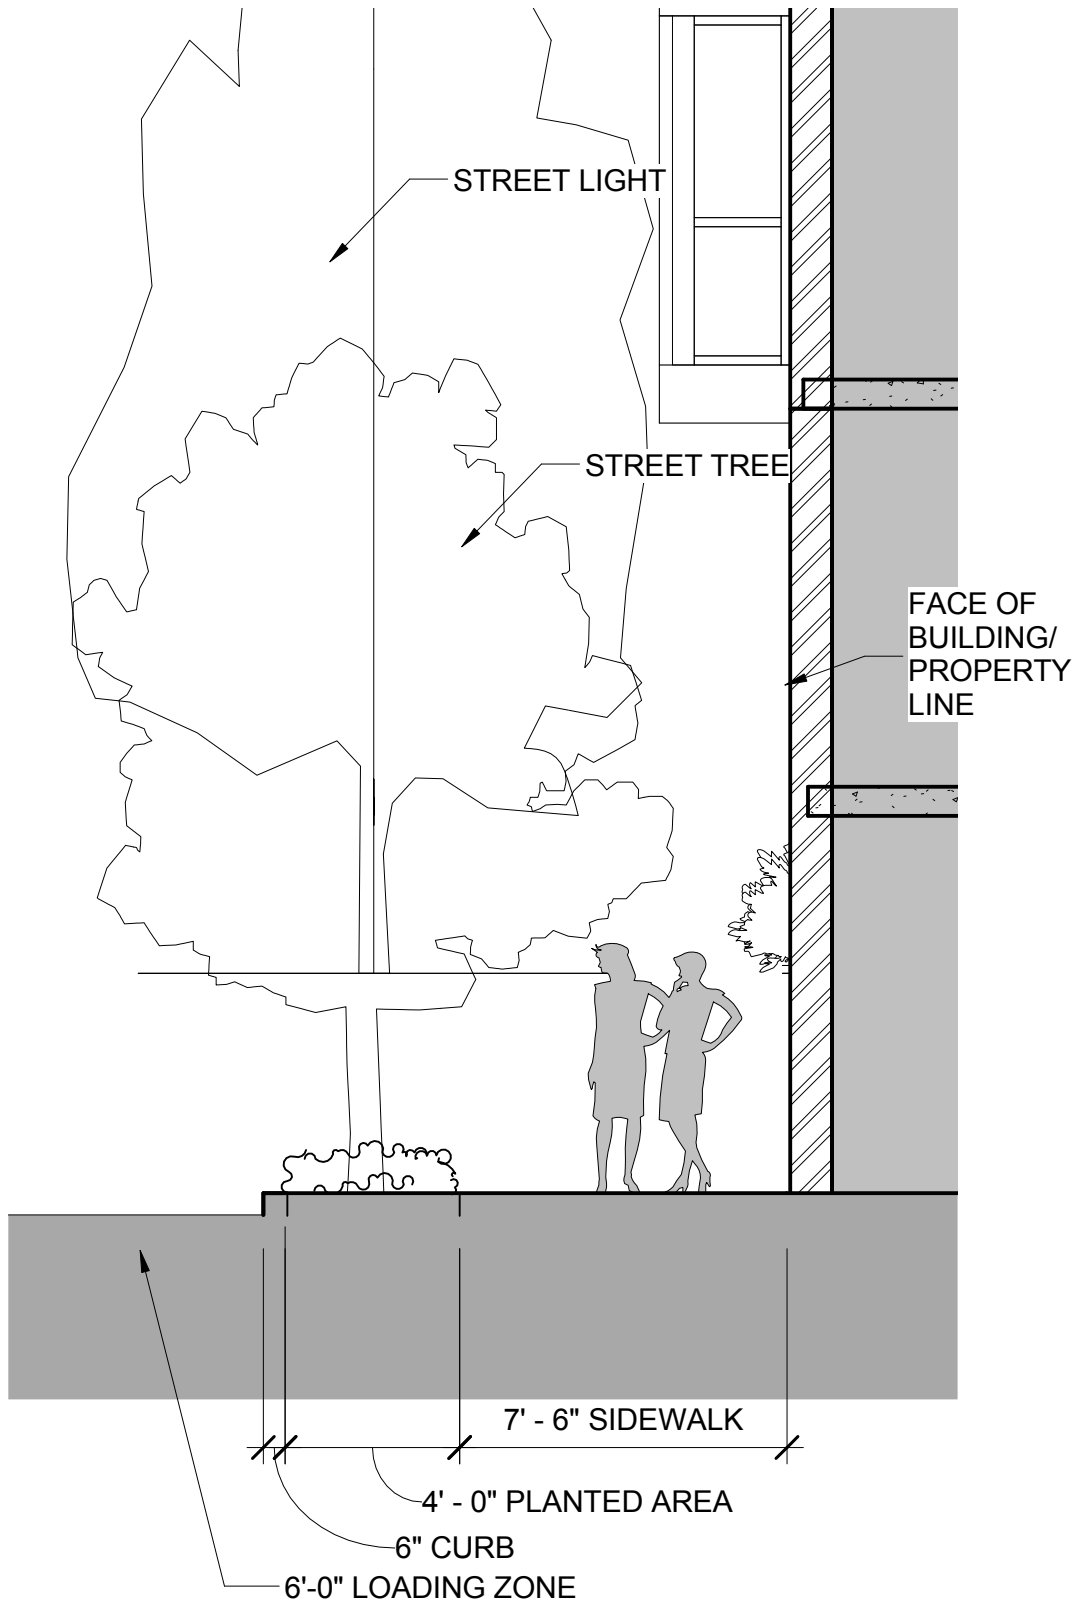 STREET LIGHT
STREET TREE
FACE OF
BUILDING/
PROPERTY
LINE
7' - 6" SIDEWALK
4' - 0" PLANTED AREA
6" CURB
6'-0" LOADING ZONE